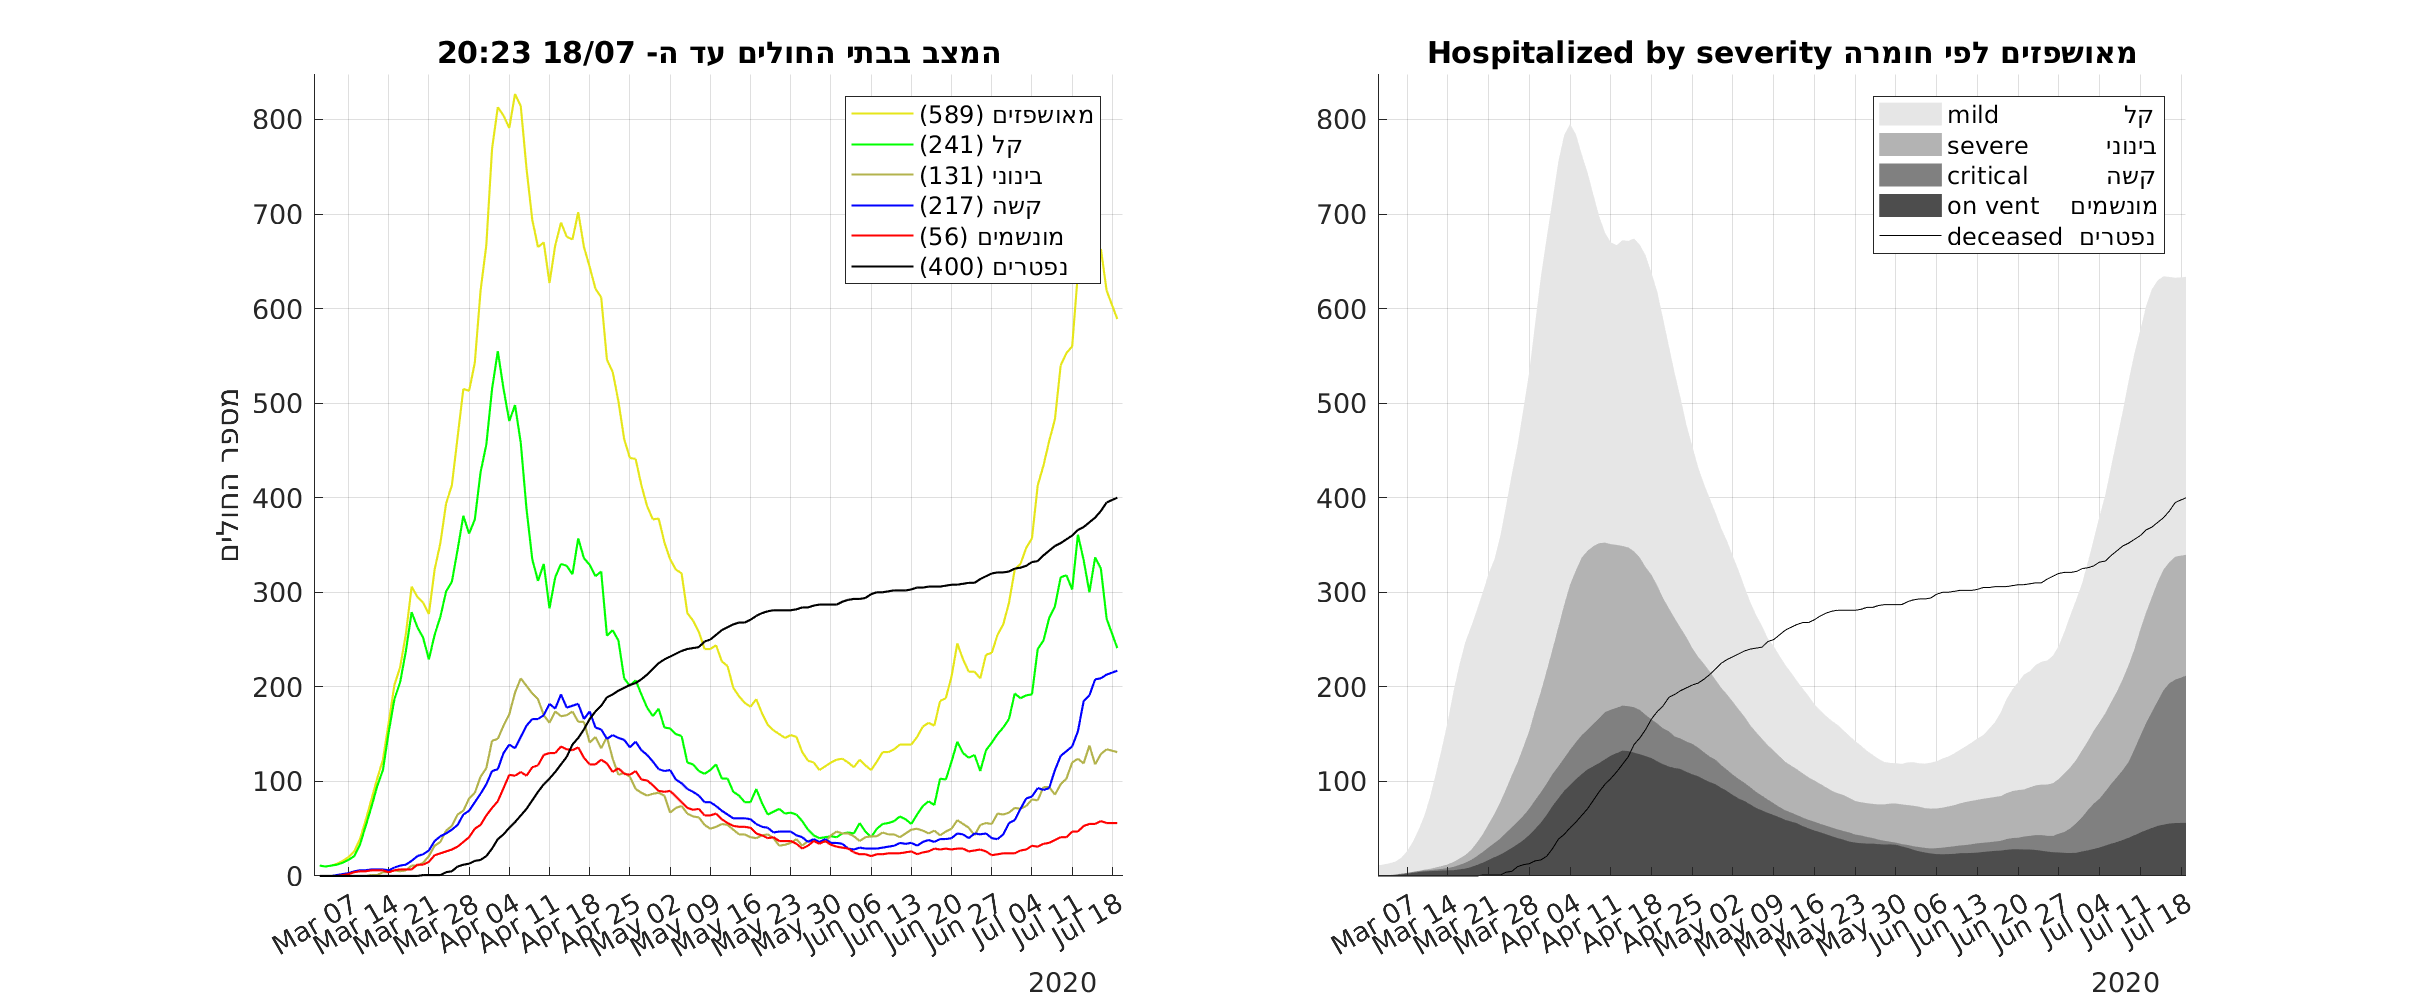 המצב בבתי החולים עד ה- 18/07 20:23
מספר החולים
800
700
600
500
400
300
200
100
0
מאושפזים (589)
קל (241)
בינוני (131)
קשה (217)
מונשמים (56)
נפטרים (400)
Mar 07
Mar 14
Mar 21
Mar 28
Apr 04
Apr 11
Apr 18
Apr 25
May 02
May 09
May 16
May 23
May 30
Jun 06
Jun 13
Jun 20
Jun 27
Jul 04
Jul 11
Jul 18
2020
Hospitalized by severity מאושפזים לפי חומרה
800
700
600
500
400
300
200
100
mild קל
severe בינוני
critical קשה
on vent מונשמים
deceased נפטרים
Mar 07
Mar 14
Mar 21
Mar 28
Apr 04
Apr 11
Apr 18
Apr 25
May 02
May 09
May 16
May 23
May 30
Jun 06
Jun 13
Jun 20
Jun 27
Jul 04
Jul 11
Jul 18
2020